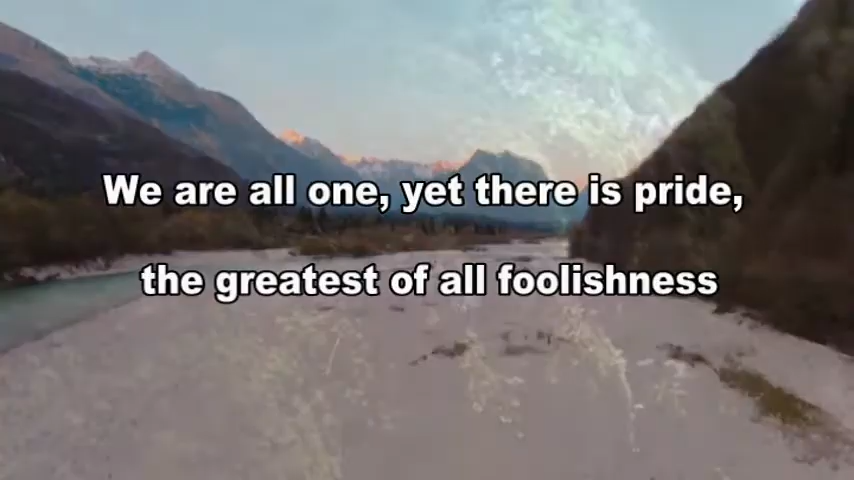 We are all one, yet there is pride,
the greatest of all foolishness